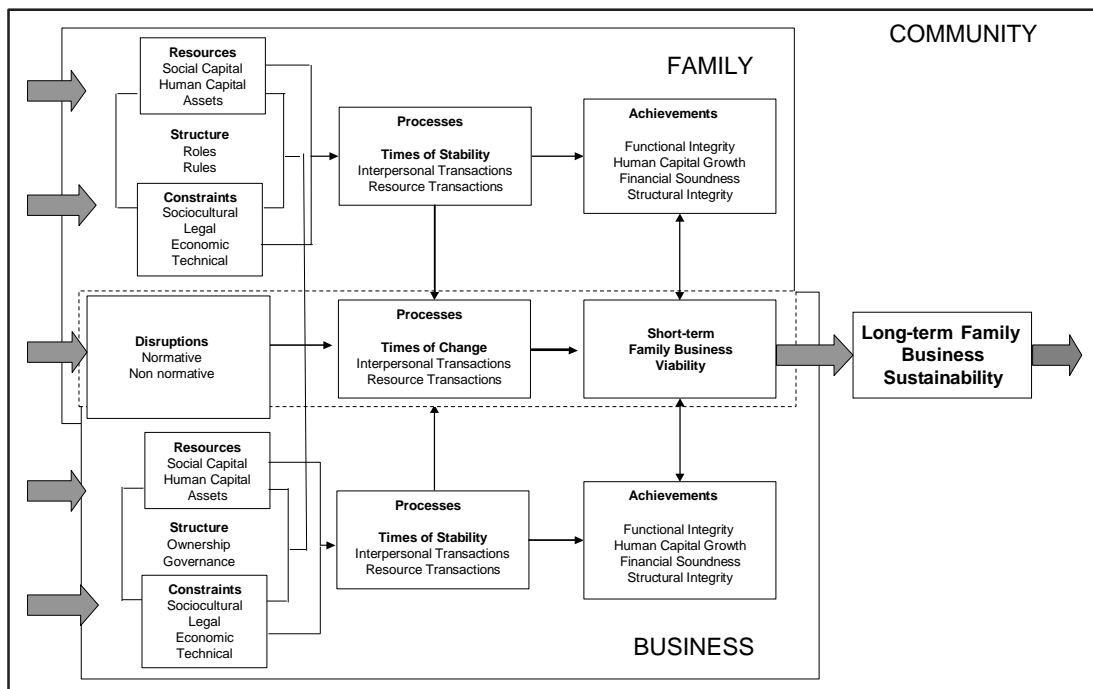 COMMUNITY
FAMILY
Resources
Social Capital
Human Capital
Assets
Structure
Roles
Rules
Constraints
Sociocultural
Legal
Economic
Technical
Processes
Times of Stability
Interpersonal Transactions
Resource Transactions
Achievements
Functional Integrity
Human Capital Growth
Financial Soundness
Structural Integrity
Disruptions
Normative
Non normative
Processes
Times of Change
Interpersonal Transactions
Resource Transactions
Short-term
Family Business
Viability
Long-term Family
Business
Sustainability
Resources
Social Capital
Human Capital
Assets
Structure
Ownership
Governance
Constraints
Sociocultural
Legal
Economic
Technical
Processes
Times of Stability
Interpersonal Transactions
Resource Transactions
Achievements
Functional Integrity
Human Capital Growth
Financial Soundness
Structural Integrity
BUSINESS